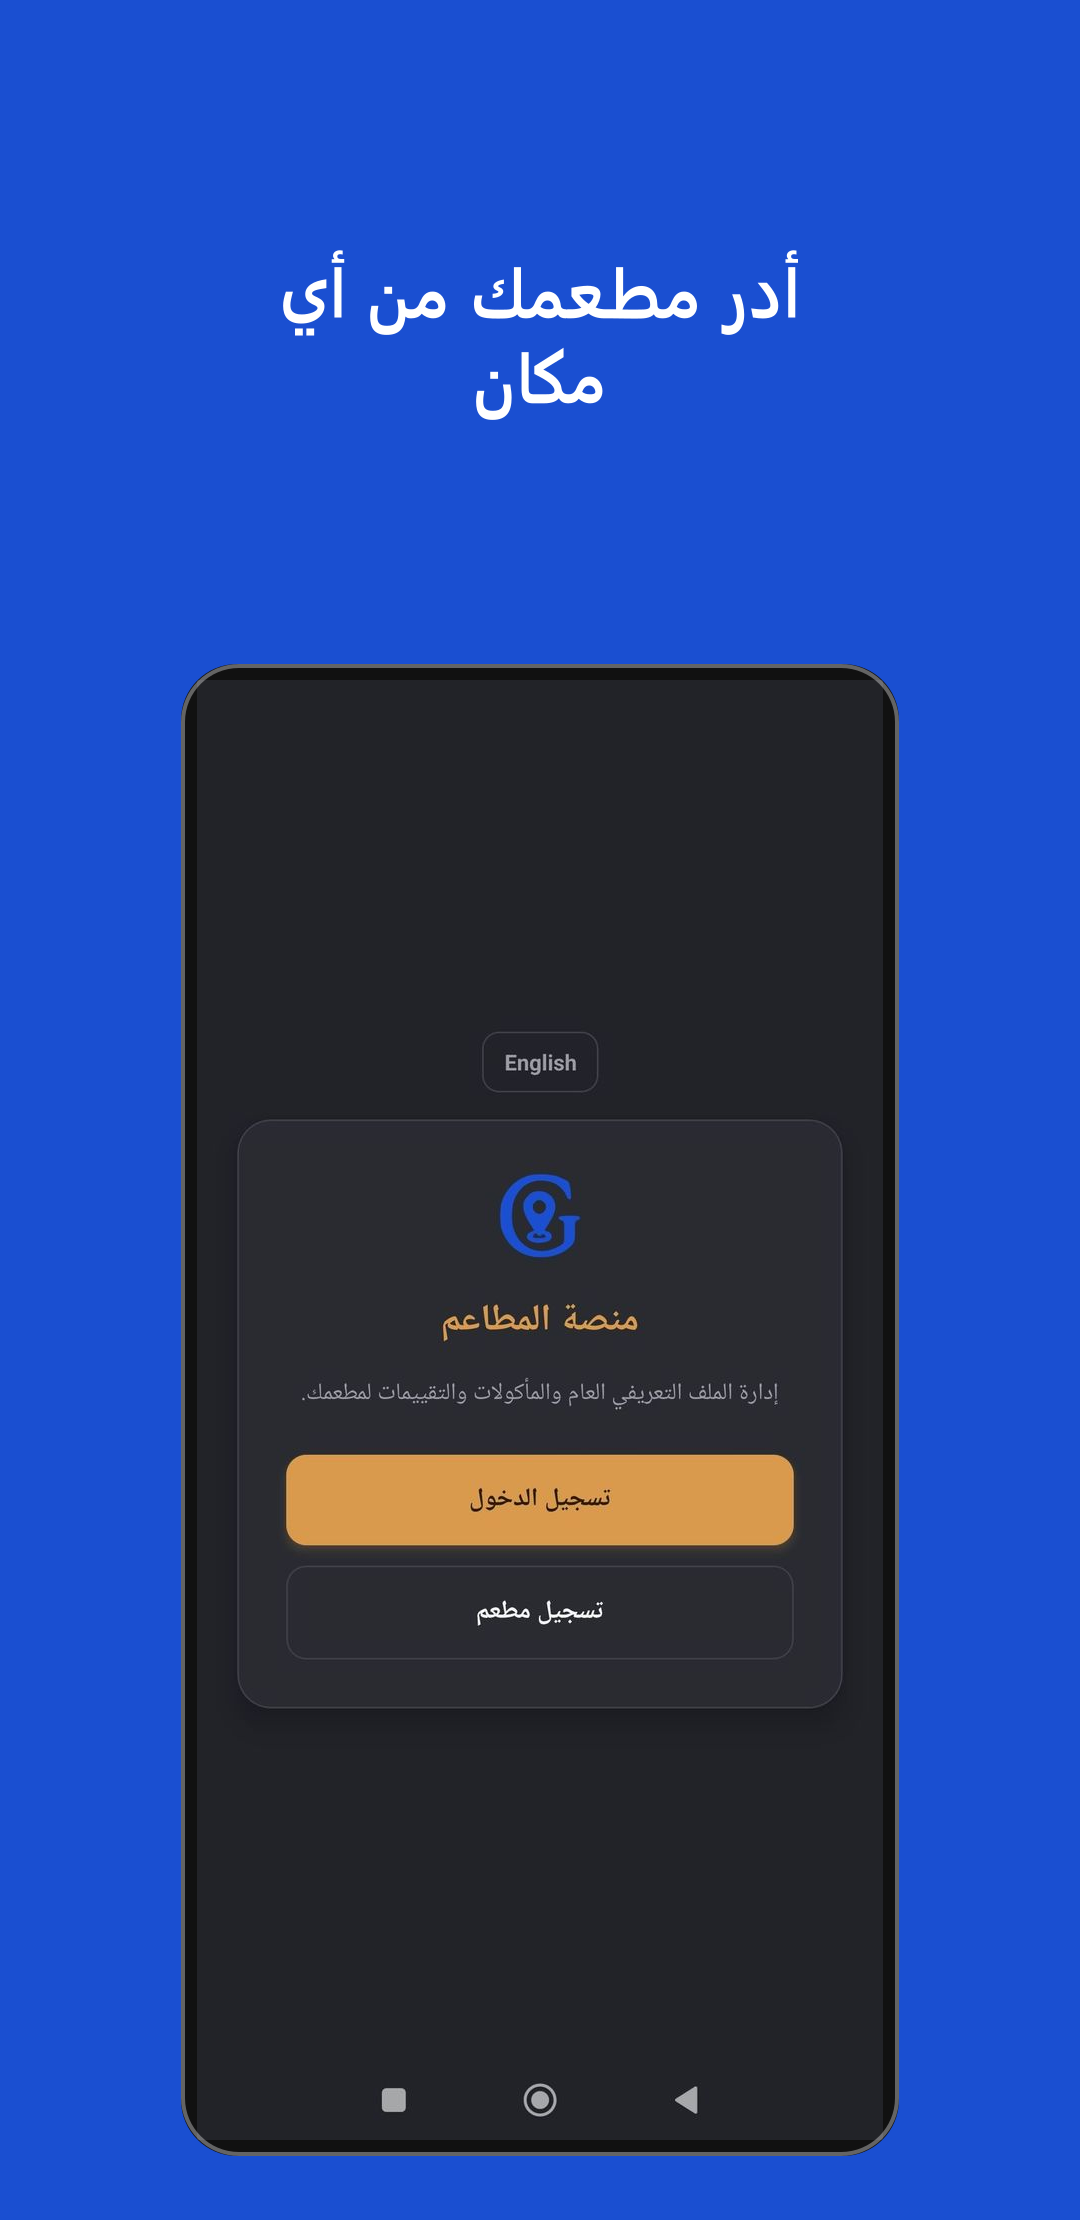 أدر مطعمك من أي
مكان
English
منصة المطاعم
إدارة الملف التعريفي العام والمأكولات والتقييمات لمطعمك.
تسجيل الدخول
تسجيل مطعم